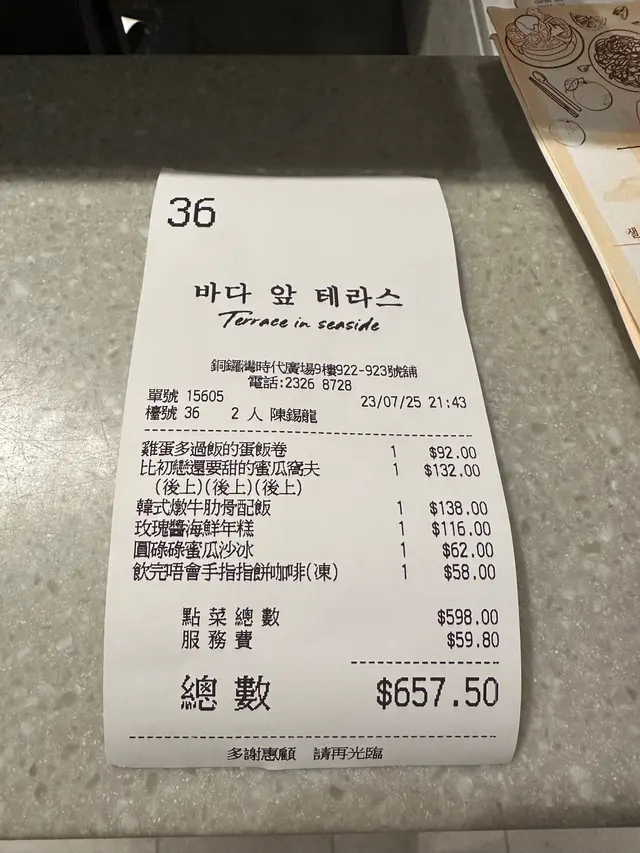 36
바다 앞 테라스
Terrace in seaside
銅鑼灣時代廣場9樓922-923號舖
電話:2326 8728
單號 15605 23/07/25 21:43
檯號 36 2 人 陳錫龍
雞蛋多過飯的蛋飯卷 1 $92.00
比初戀還要甜的蜜瓜窩夫 1 $132.00
(後上)(後上)(後上)
韓式燉牛肋骨配飯 1 $138.00
玫瑰醬海鮮年糕 1 $116.00
圓碌碌蜜瓜沙冰 1 $62.00
飲完唔會手指指餅咖啡(凍) 1 $58.00
點菜總數 $598.00
服務費 $59.80
總數 $657.50
多謝惠顧 請再光臨
샐